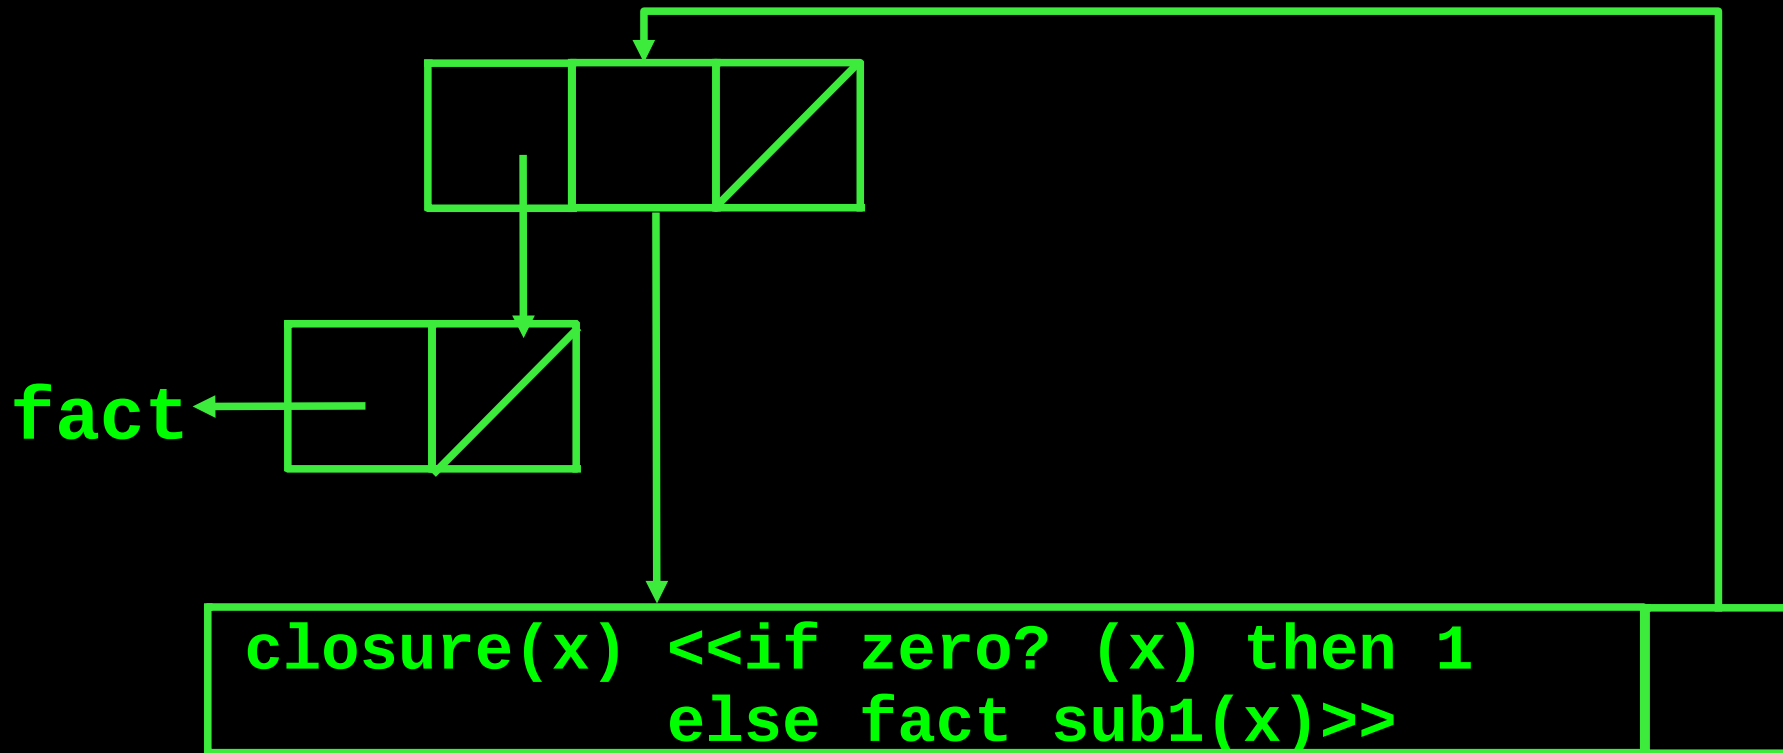 fact
closure(x) <<if zero? (x) then 1
else fact sub1(x)>>